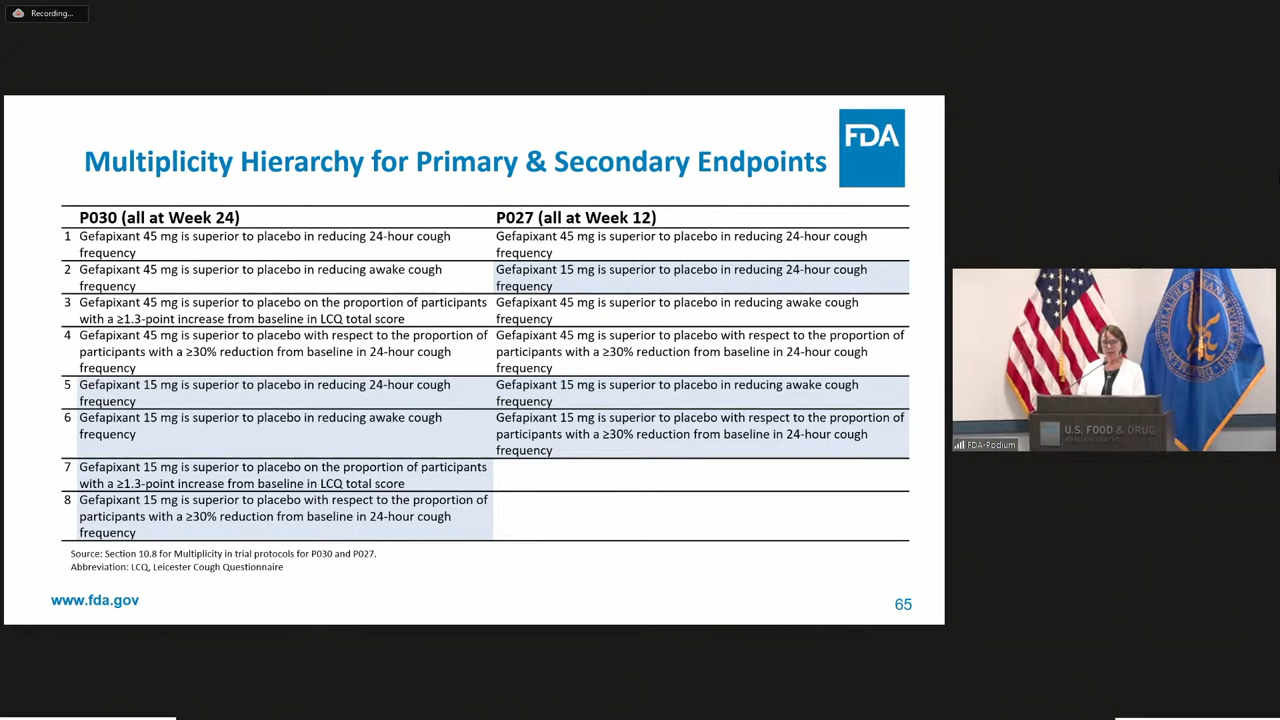 Recording...
FDA
Multiplicity Hierarchy for Primary & Secondary Endpoints
P030 (all at Week 24)
P027 (all at Week 12)
1 Gefapixant 45 mg is superior to placebo in reducing 24-hour cough
frequency
Gefapixant 45 mg is superior to placebo in reducing 24-hour cough
frequency
2 Gefapixant 45 mg is superior to placebo in reducing awake cough
frequency
Gefapixant 15 mg is superior to placebo in reducing 24-hour cough
frequency
3 Gefapixant 45 mg is superior to placebo on the proportion of participants
with a ≥1.3-point increase from baseline in LCQ total score
Gefapixant 45 mg is superior to placebo in reducing awake cough
frequency
4 Gefapixant 45 mg is superior to placebo with respect to the proportion of
participants with a ≥30% reduction from baseline in 24-hour cough
frequency
Gefapixant 45 mg is superior to placebo with respect to the proportion of
participants with a ≥30% reduction from baseline in 24-hour cough
frequency
5 Gefapixant 15 mg is superior to placebo in reducing 24-hour cough
frequency
Gefapixant 15 mg is superior to placebo in reducing awake cough
frequency
6 Gefapixant 15 mg is superior to placebo in reducing awake cough
frequency
Gefapixant 15 mg is superior to placebo with respect to the proportion of
participants with a ≥30% reduction from baseline in 24-hour cough
frequency
7 Gefapixant 15 mg is superior to placebo on the proportion of participants
with a ≥1.3-point increase from baseline in LCQ total score
8 Gefapixant 15 mg is superior to placebo with respect to the proportion of
participants with a ≥30% reduction from baseline in 24-hour cough
frequency
Source: Section 10.8 for Multiplicity in trial protocols for P030 and P027.
Abbreviation: LCQ, Leicester Cough Questionnaire
www.fda.gov
65
U.S. FOOD & DRUG
ADMINISTRATION
FDA-Podium